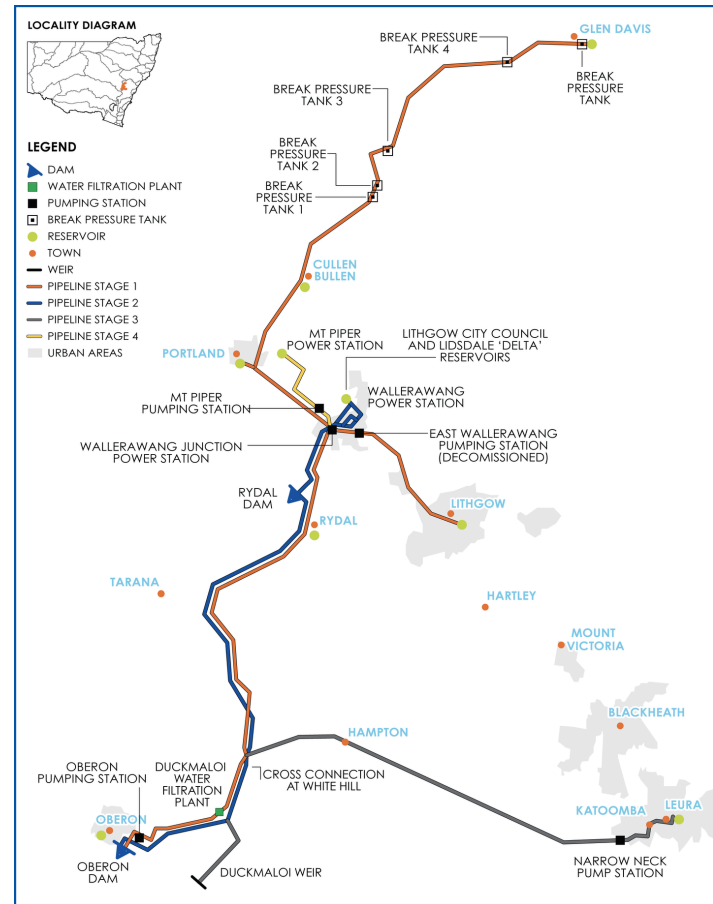 LOCALITY DIAGRAM
LEGEND
DAM
WATER FILTRATION PLANT
PUMPING STATION
BREAK PRESSURE TANK
RESERVOIR
TOWN
WEIR
PIPELINE STAGE 1
PIPELINE STAGE 2
PIPELINE STAGE 3
PIPELINE STAGE 4
URBAN AREAS
GLEN DAVIS
BREAK PRESSURE
TANK 4
BREAK
PRESSURE
TANK
BREAK PRESSURE
TANK 3
BREAK
PRESSURE
TANK 2
BREAK
PRESSURE
TANK 1
CULLEN
BULLEN
PORTLAND
MT PIPER
POWER STATION
LITHGOW CITY COUNCIL
AND LIDSDALE ‘DELTA’
RESERVOIRS
MT PIPER
PUMPING STATION
WALLERAWANG
POWER STATION
WALLERAWANG JUNCTION
POWER STATION
EAST WALLERAWANG
PUMPING STATION
(DECOMISSIONED)
RYDAL
DAM
RYDAL
LITHGOW
TARANA
HARTLEY
MOUNT
VICTORIA
BLACKHEATH
HAMPTON
OBERON
PUMPING STATION
DUCKMALOI
WATER
FILTRATION
PLANT
CROSS CONNECTION
AT WHITE HILL
OBERON
OBERON
DAM
DUCKMALOI WEIR
KATOOMBA
LEURA
NARROW NECK
PUMP STATION